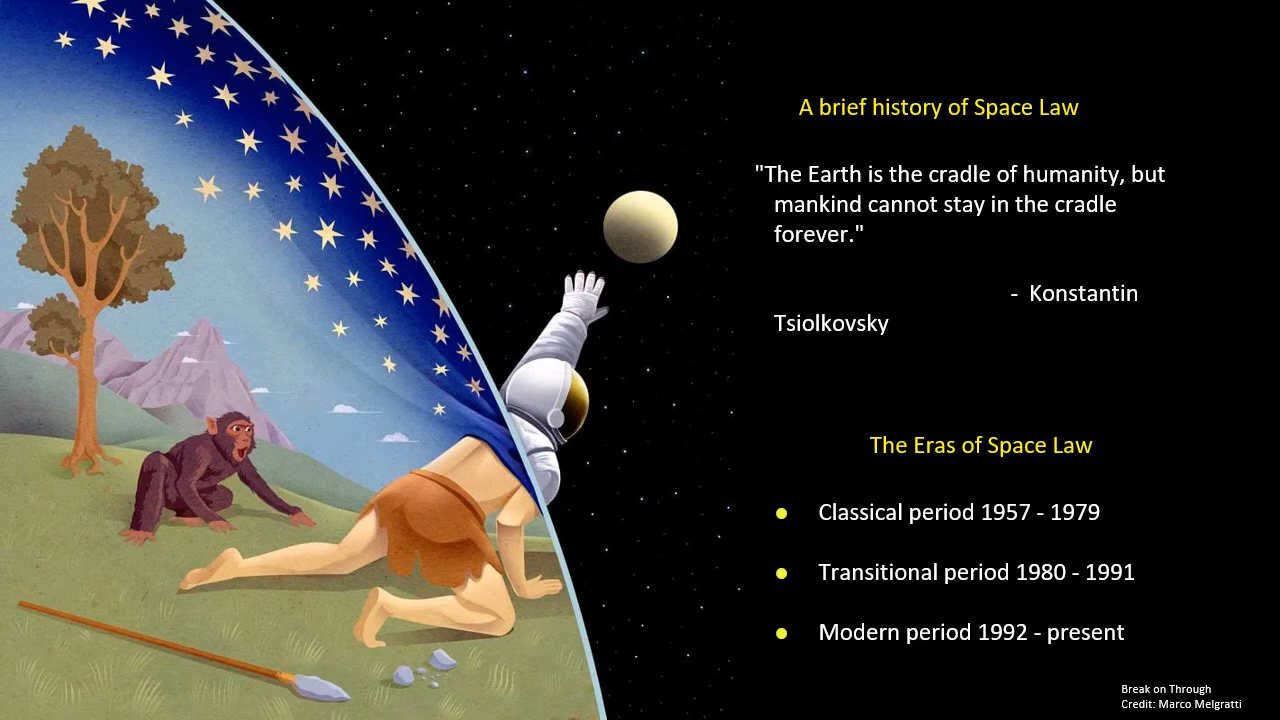 A brief history of Space Law
"The Earth is the cradle of humanity, but
mankind cannot stay in the cradle
forever."
- Konstantin
Tsiolkovsky
The Eras of Space Law
● Classical period 1957 - 1979
● Transitional period 1980 - 1991
● Modern period 1992 - present
Break on Through
Credit: Marco Melgratti